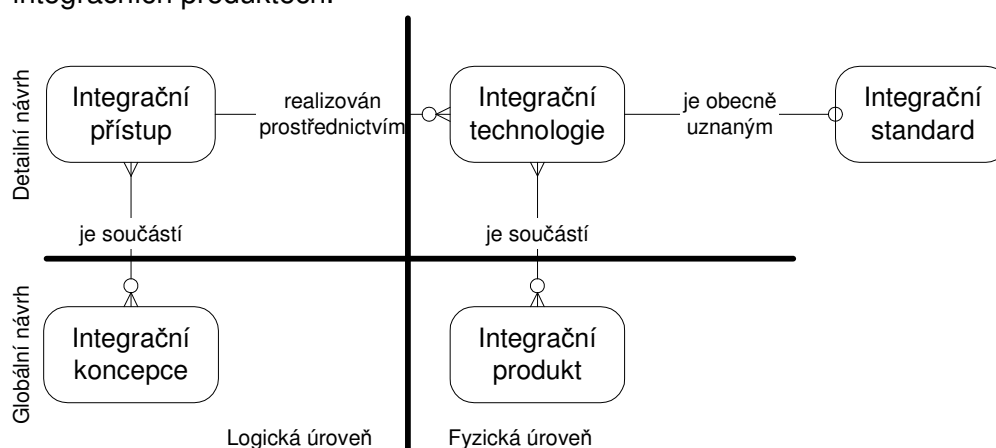 integračních produktech.
Detailní návrh
Integrační
přístup
realizován
prostřednictvím
Integrační
technologie
je obecně
uznaným
Integrační
standard
je součástí
je součástí
Globální návrh
Integrační
koncepce
Integrační
produkt
Logická úroveň
Fyzická úroveň